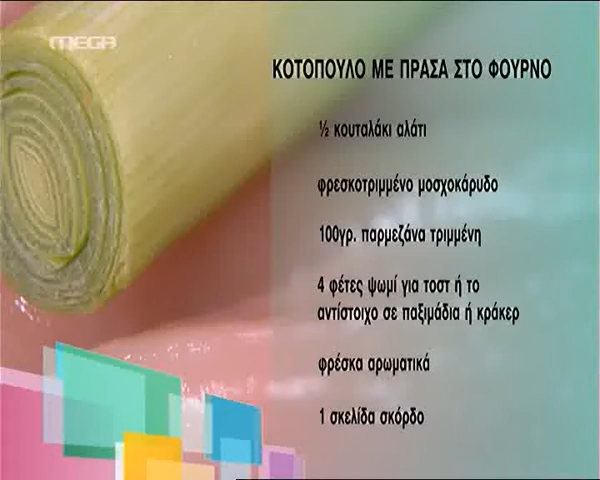 MEGA
ΚΟΤΟΠΟΥΛΟ ΜΕ ΠΡΑΣΑ ΣΤΟ ΦΟΥΡΝΟ
½ κουταλάκι αλάτι
φρεσκοτριμμένο μοσχοκάρυδο
100γρ. παρμεζάνα τριμμένη
4 φέτες ψωμί για τοστ ή το
αντίστοιχο σε παξιμάδια ή κράκερ
φρέσκα αρωματικά
1 σκελίδα σκόρδο